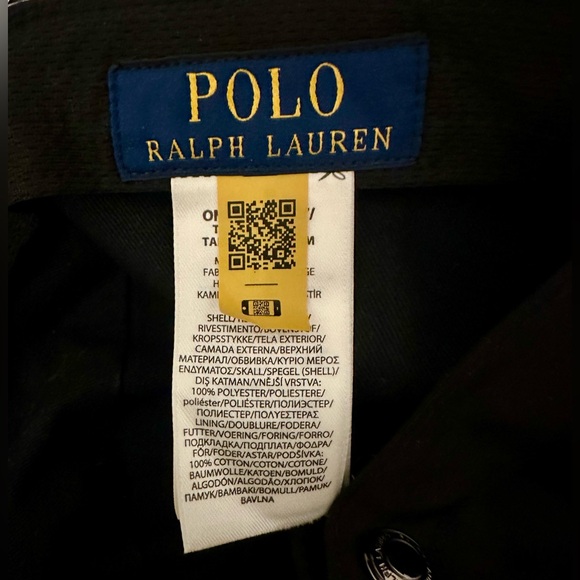 POLO
RALPH LAUREN
SHELL/
RIVESTIMENTO/BOVENSTOF/
KROPSSTYKKE/TELA EXTERIOR/
CAMADA EXTERNA/ВЕРХНИЙ
МАТЕРИАЛ/ОБВИВКА/ΚΥΡΙΟ ΜΕΡΟΣ
ΕΝΔΥΜΑΤΟΣ/SKALL/SPEGEL (SHELL)/
DIŞ KATMAN/VNĚJŠÍ VRSTVA:
100% POLYESTER/POLIESTERE/
poliéster/POLIÉSTER/ПОЛИЭСТЕР/
ПОЛИЕСТЕР/ΠΟΛΥΕΣΤΕΡΑΣ
LINING/DOUBLURE/FODERA/
FUTTER/VOERING/FORING/FORRO/
ПОДКЛАДКА/ПОДПЛАТА/ΦΟΔΡΑ/
FÔR/FODER/ASTAR/PODŠÍVKA:
100% COTTON/COTON/COTONE/
BAUMWOLLE/KATOEN/BOMULD/
ALGODÓN/ALGODÃO/ХЛОПОК/
ПАМУК/ΒΑΜΒΑΚΙ/BOMULL/PAMUK/
BAVLNA